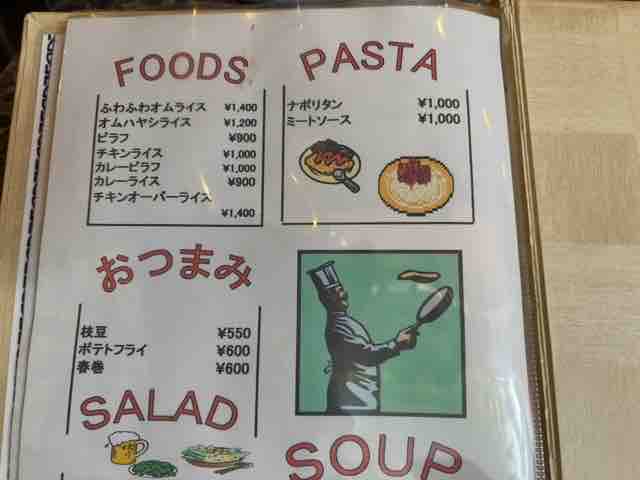 FOODS
ふわふわオムライス ¥1,400
オムハヤシライス ¥1,200
ピラフ ¥900
チキンライス ¥1,000
カレーピラフ ¥1,000
カレーライス ¥900
チキンオーバーライス
¥1,400
PASTA
ナポリタン ¥1,000
ミートソース ¥1,000
おつまみ
枝豆 ¥550
ポテトフライ ¥600
春巻 ¥600
SALAD
SOUP